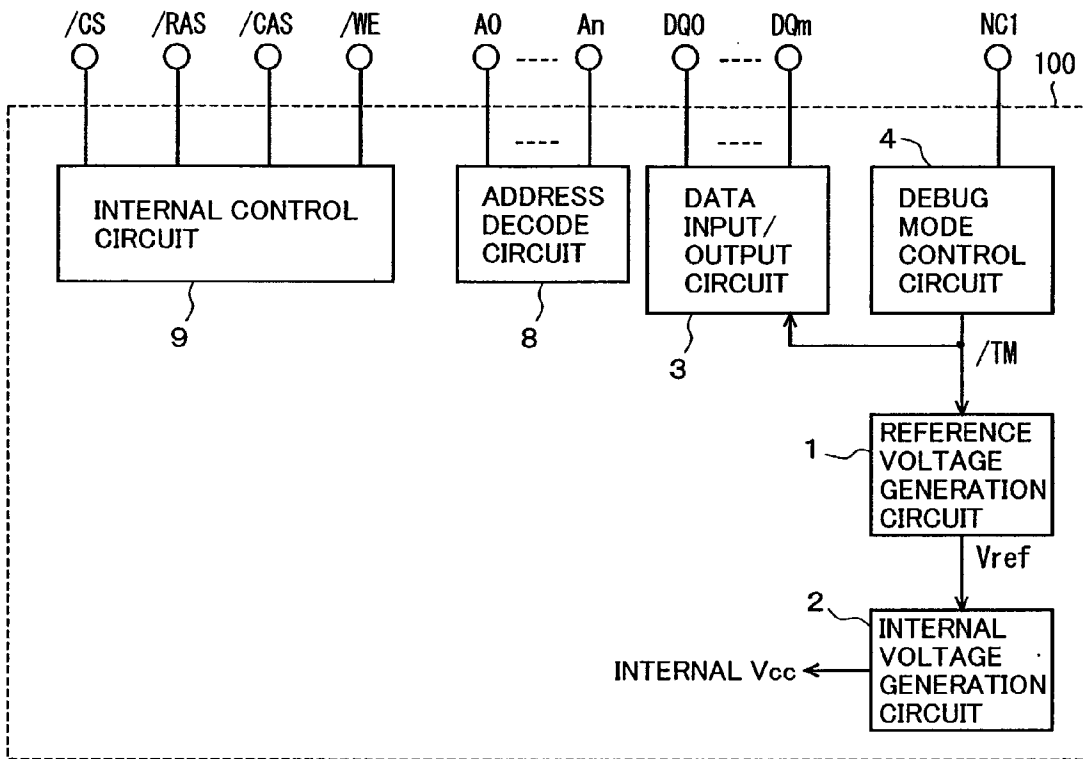 /CS /RAS /CAS /WE A0 ---- An DQ0 ---- DQm NC1
100
---- ----
4
INTERNAL CONTROL
CIRCUIT
9
ADDRESS
DECODE
CIRCUIT
8
DATA
INPUT/
OUTPUT
CIRCUIT
3
DEBUG
MODE
CONTROL
CIRCUIT
/TM
1
REFERENCE
VOLTAGE
GENERATION
CIRCUIT
Vref
2
INTERNAL
VOLTAGE
GENERATION
CIRCUIT
INTERNAL Vcc